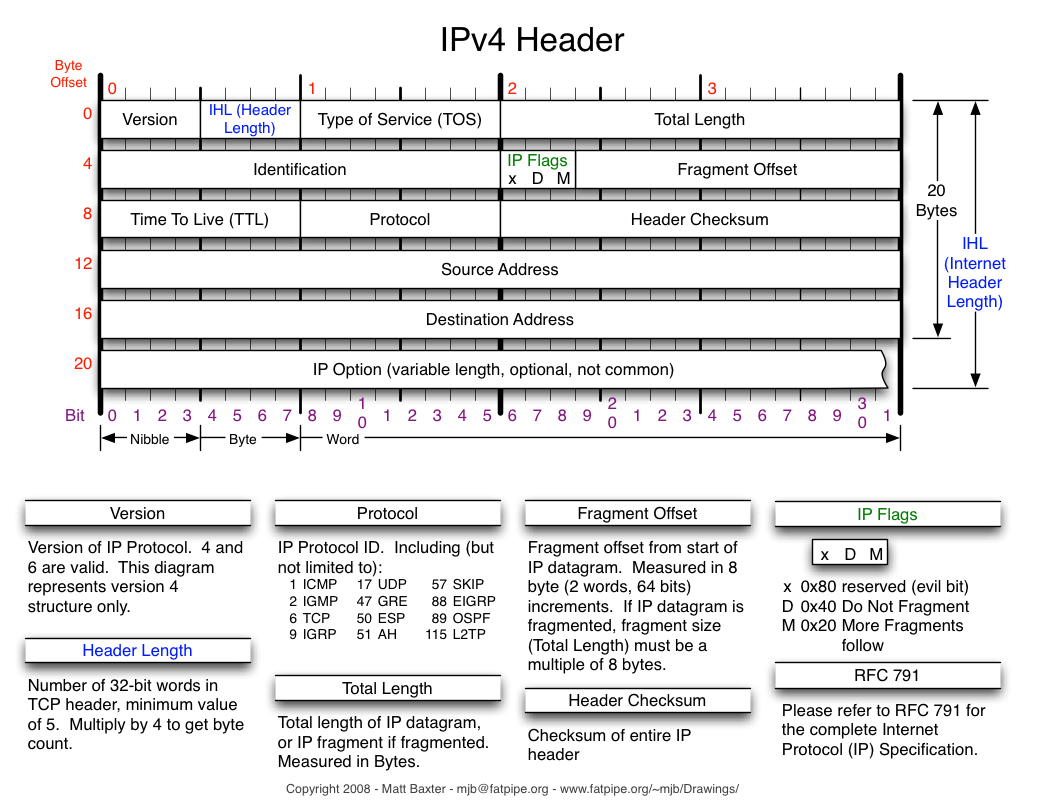 IPv4 Header
Byte
Offset
0 1 2 3
0 Version IHL (Header Length) Type of Service (TOS) Total Length
4 Identification IP Flags x D M Fragment Offset
8 Time To Live (TTL) Protocol Header Checksum
12 Source Address
16 Destination Address
20 IP Option (variable length, optional, not common)
20
Bytes
IHL
(Internet
Header
Length)
Bit 0 1 2 3 4 5 6 7 8 9 10 1 2 3 4 5 6 7 8 9 20 1 2 3 4 5 6 7 8 9 30 1
Nibble Byte Word
Version
Version of IP Protocol. 4 and
6 are valid. This diagram
represents version 4
structure only.
Header Length
Number of 32-bit words in
TCP header, minimum value
of 5. Multiply by 4 to get byte
count.
Protocol
IP Protocol ID. Including (but
not limited to):
1 ICMP 17 UDP 57 SKIP
2 IGMP 47 GRE 88 EIGRP
6 TCP 50 ESP 89 OSPF
9 IGRP 51 AH 115 L2TP
Total Length
Total length of IP datagram,
or IP fragment if fragmented.
Measured in Bytes.
Fragment Offset
Fragment offset from start of
IP datagram. Measured in 8
byte (2 words, 64 bits)
increments. If IP datagram is
fragmented, fragment size
(Total Length) must be a
multiple of 8 bytes.
Header Checksum
Checksum of entire IP
header
IP Flags
x D M
x 0x80 reserved (evil bit)
D 0x40 Do Not Fragment
M 0x20 More Fragments
follow
RFC 791
Please refer to RFC 791 for
the complete Internet
Protocol (IP) Specification.
Copyright 2008 - Matt Baxter - mjb@fatpipe.org - www.fatpipe.org/~mjb/Drawings/